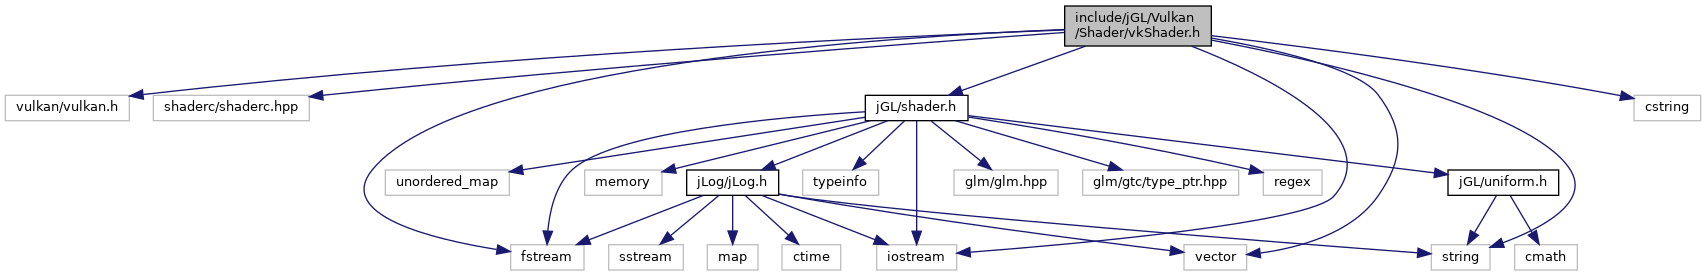 include/jGL/Vulkan
/Shader/vkShader.h
vulkan/vulkan.h
shaderc/shaderc.hpp
jGL/shader.h
cstring
unordered_map
memory
jLog/jLog.h
typeinfo
glm/glm.hpp
glm/gtc/type_ptr.hpp
regex
jGL/uniform.h
fstream
sstream
map
ctime
iostream
vector
string
cmath